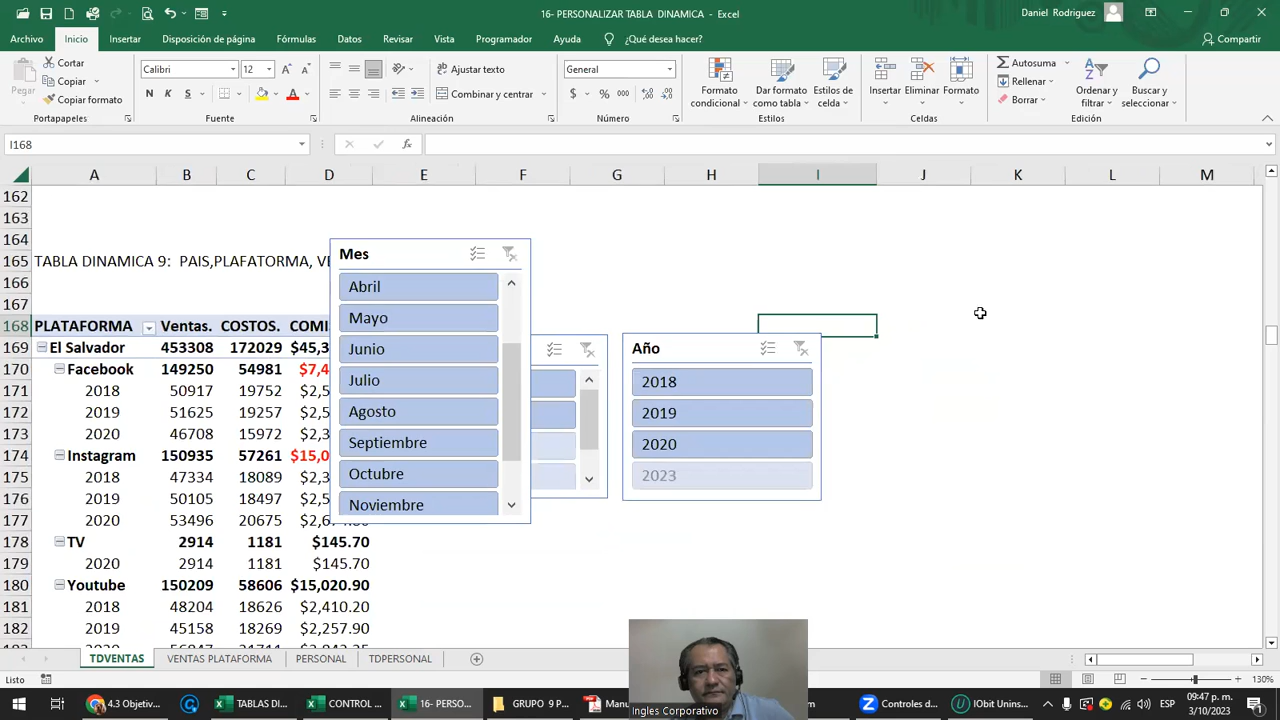 16- PERSONALIZAR TABLA DINAMICA - Excel
Daniel Rodriguez
Archivo Inicio Insertar Disposición de página Fórmulas Datos Revisar Vista Programador Ayuda ¿Qué desea hacer? Compartir
Pegar
Cortar
Copiar
Copiar formato
Portapapeles
Calibri 12
N K S
Fuente
Ajustar texto
Combinar y centrar
Alineación
General
$ % 000
Número
Formato condicional
Dar formato como tabla
Estilos de celda
Estilos
Insertar
Eliminar
Formato
Celdas
Autosuma
Rellenar
Borrar
Ordenar y filtrar
Buscar y seleccionar
Edición
I168
fx
A B C D E F G H I J K L M
162
163
164
165 TABLA DINAMICA 9: PAIS,PLAFATORMA, VE
166
167
168 PLATAFORMA Ventas. COSTOS. COMI
169 El Salvador 453308 172029 $45,3
170 Facebook 149250 54981 $7,4
171 2018 50917 19752 $2,5
172 2019 51625 19257 $2,5
173 2020 46708 15972 $2,3
174 Instagram 150935 57261 $15,0
175 2018 47334 18089 $2,3
176 2019 50105 18497 $2,5
177 2020 53496 20675
178 TV 2914 1181 $145.70
179 2020 2914 1181 $145.70
180 Youtube 150209 58606 $15,020.90
181 2018 48204 18626 $2,410.20
182 2019 45158 18269 $2,257.90
Mes
Abril
Mayo
Junio
Julio
Agosto
Septiembre
Octubre
Noviembre
Año
2018
2019
2020
2023
TDVENTAS VENTAS PLATAFORMA PERSONAL TDPERSONAL
Listo
130%
Ingles Corporativo
4.3 Objetiv...
TABLAS DI...
CONTROL ...
16- PERSO...
GRUPO 9 P...
Manu
m
Controles d...
IObit Unins...
ESP
09:47 p. m.
3/10/2023